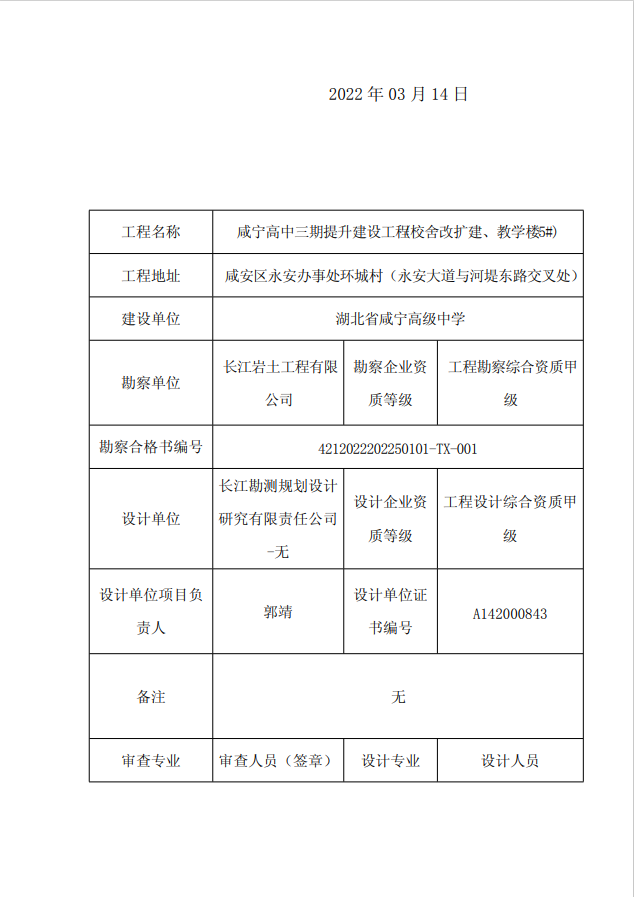 2022 年 03 月 14 日
工程名称 咸宁高中三期提升建设工程(校舍改扩建、教学楼5#)
工程地址 咸安区永安办事处环城村（永安大道与河堤东路交叉处）
建设单位 湖北省咸宁高级中学
勘察单位
长江岩土工程有限
公司
勘察企业资
质等级
工程勘察综合资质甲
级
勘察合格书编号 4212022202250101-TX-001
设计单位
长江勘测规划设计
研究有限责任公司
-无
设计企业资
质等级
工程设计综合资质甲
级
设计单位项目负
责人
郭靖
设计单位证
书编号
A142000843
备注 无
审查专业 审查人员（签章） 设计专业 设计人员